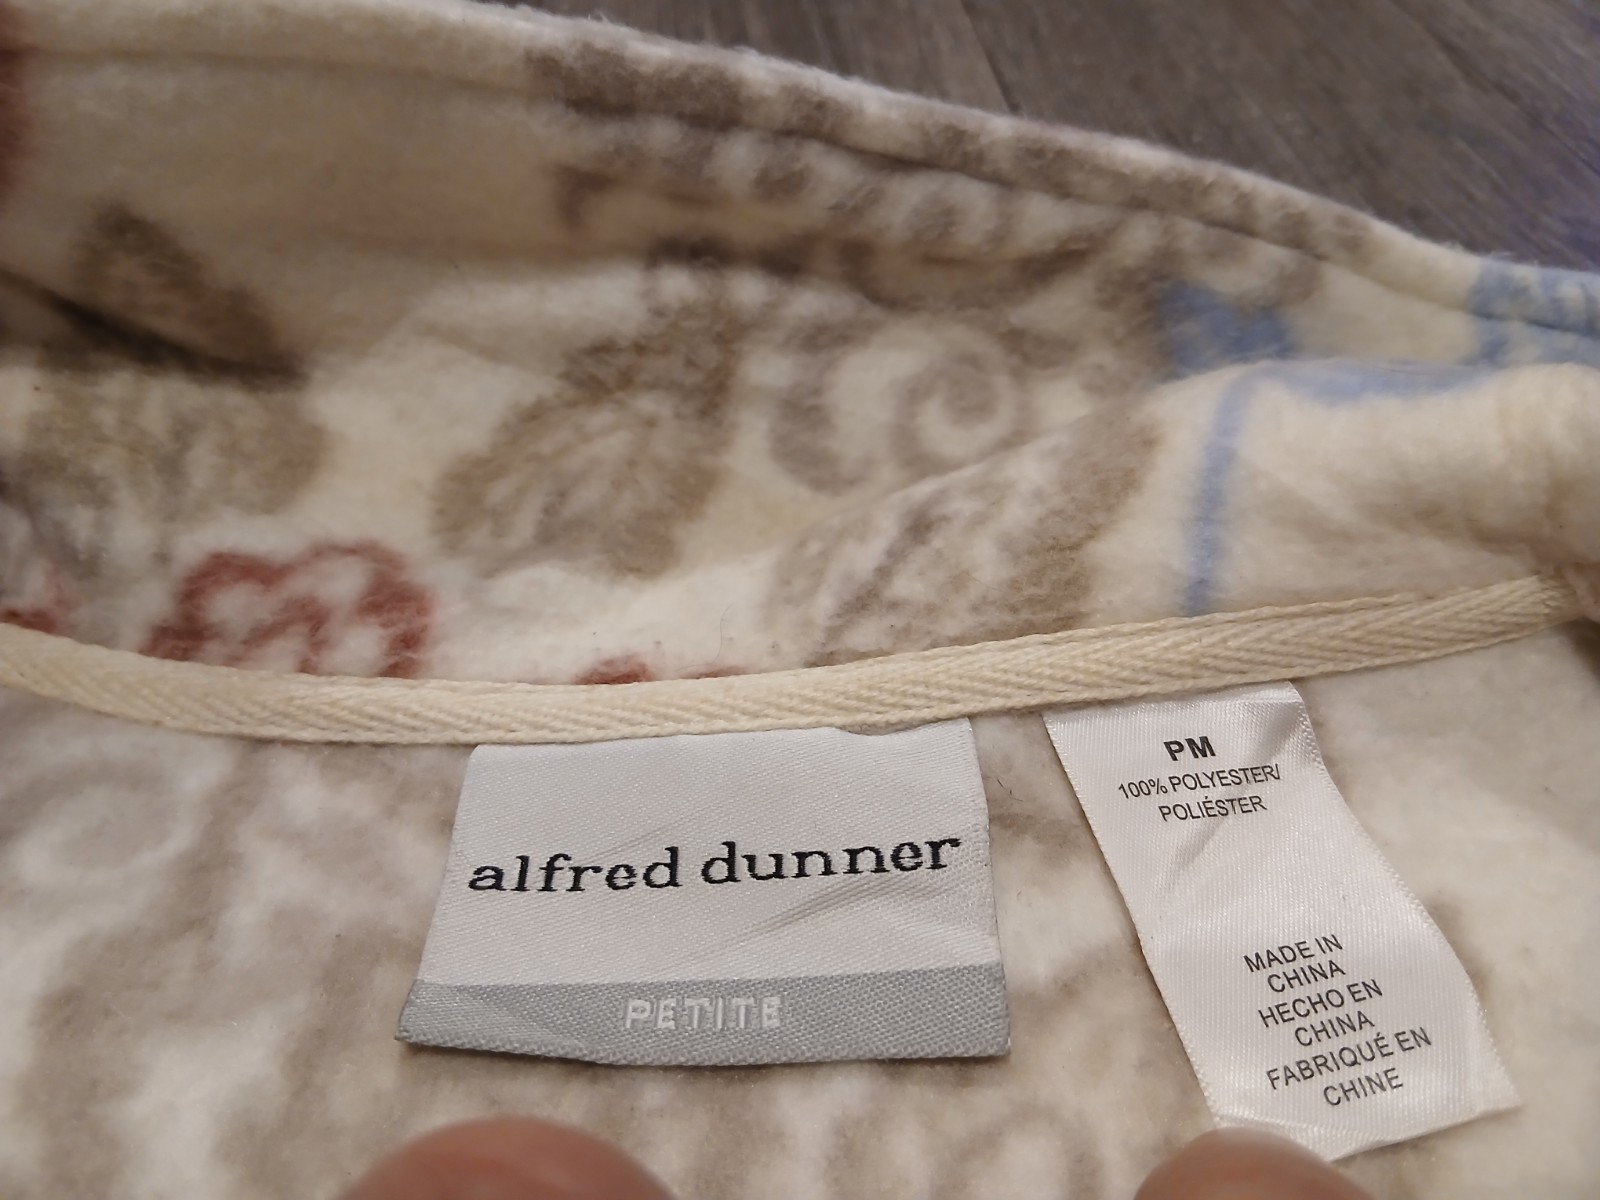 alfred dunner
PETITE
PM
100% POLYESTER/
POLIÉSTER
MADE IN
CHINA
HECHO EN
CHINA
FABRIQUÉ EN
CHINE